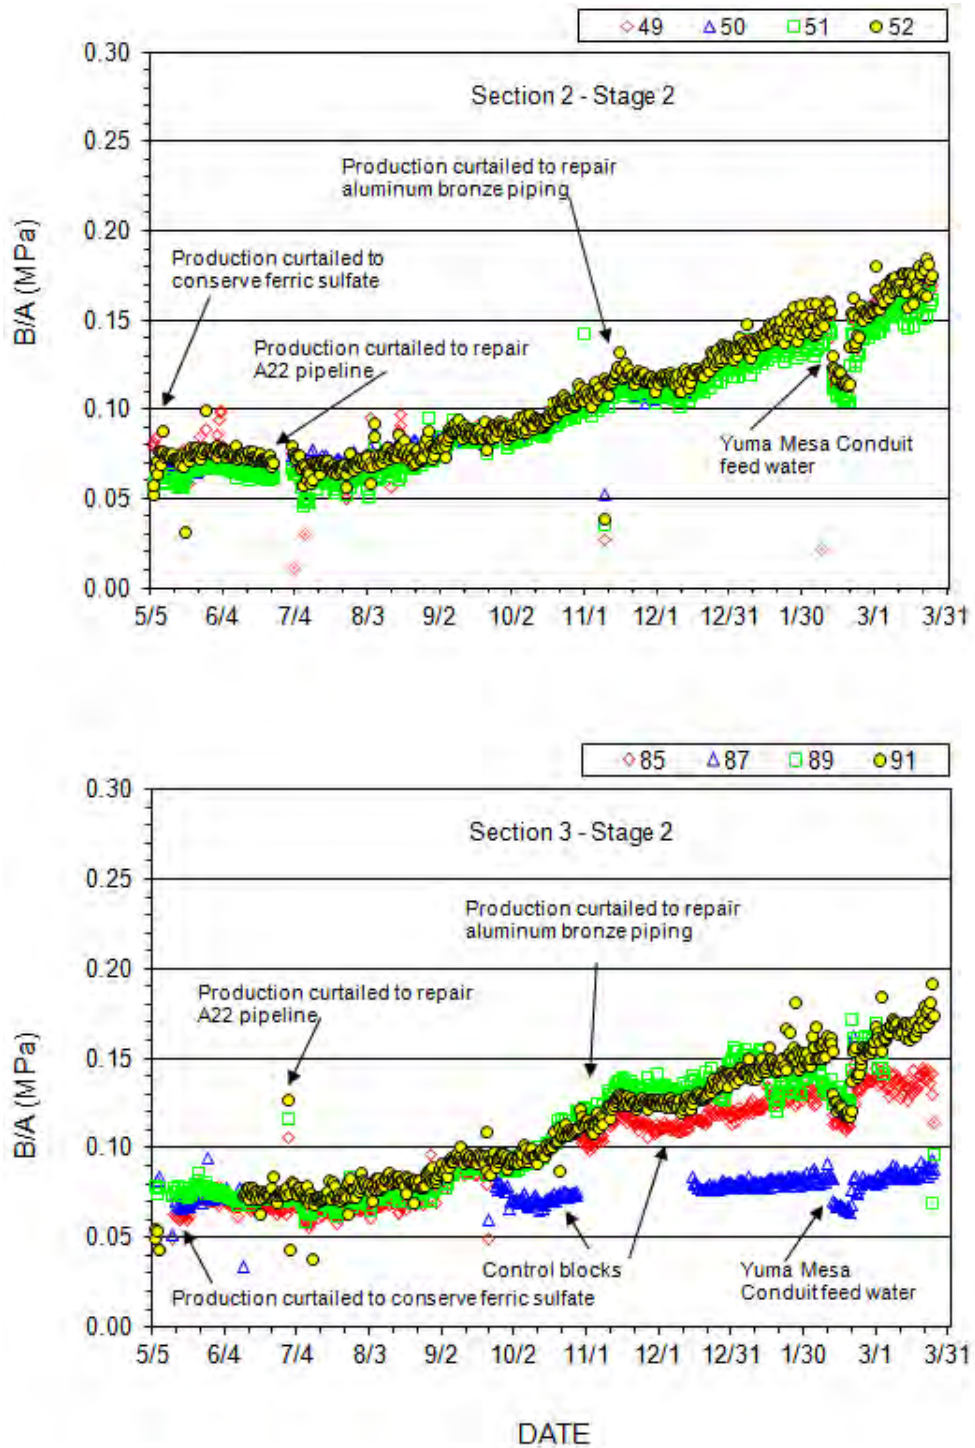 49 50 51 52
0.30
Section 2 - Stage 2
0.25
Production curtailed to repair
aluminum bronze piping
0.20
Production curtailed to
conserve ferric sulfate
B/A (MPa)
0.15
Production curtailed to repair
A22 pipeline
0.10
Yuma Mesa Conduit
feed water
0.05
0.00
5/5 6/4 7/4 8/3 9/2 10/2 11/1 12/1 12/31 1/30 3/1 3/31
85 87 89 91
0.30
Section 3 - Stage 2
0.25
Production curtailed to repair
aluminum bronze piping
0.20
Production curtailed to repair
A22 pipeline
B/A (MPa)
0.15
0.10
0.05
Control blocks
Yuma Mesa
Conduit feed water
Production curtailed to conserve ferric sulfate
0.00
5/5 6/4 7/4 8/3 9/2 10/2 11/1 12/1 12/31 1/30 3/1 3/31
DATE